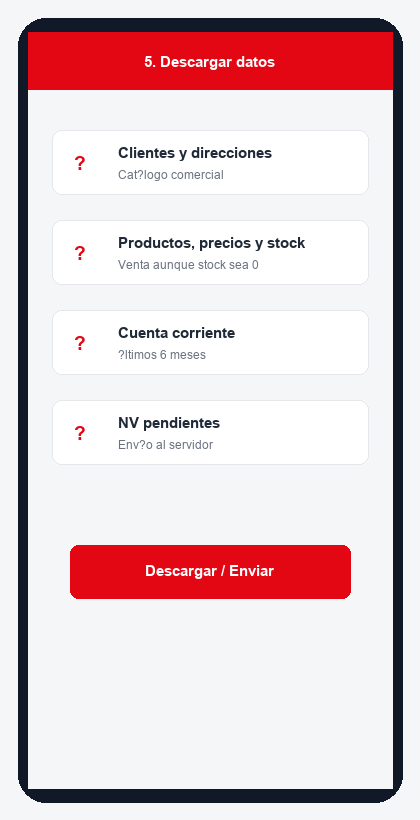 5. Descargar datos
?
Clientes y direcciones
Cat?logo comercial
?
Productos, precios y stock
Venta aunque stock sea 0
?
Cuenta corriente
?ltimos 6 meses
?
NV pendientes
Env?o al servidor
Descargar / Enviar